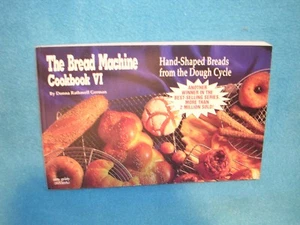 The Bread Machine
Cookbook VI
By Donna Rathmell German
Hand-Shaped Breads
from the Dough Cycle
ANOTHER
WINNER IN THE
BEST-SELLING SERIES
MORE THAN
2 MILLION SOLD!